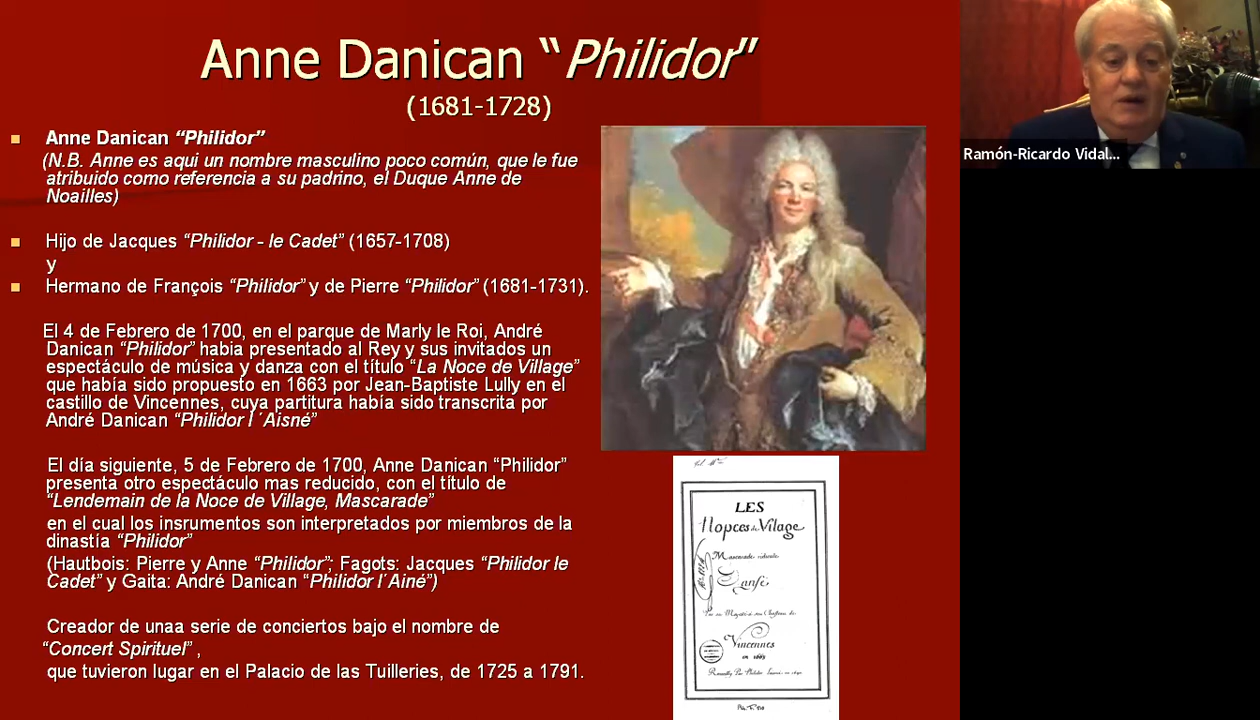 Anne Danican “Philidor”
(1681-1728)
Anne Danican “Philidor”
(N.B. Anne es aqui un nombre masculino poco común, que le fue
atribuido como referencia a su padrino, el Duque Anne de
Noailles)
Hijo de Jacques “Philidor - le Cadet” (1657-1708)
y
Hermano de François “Philidor” y de Pierre “Philidor” (1681-1731).
El 4 de Febrero de 1700, en el parque de Marly le Roi, André
Danican “Philidor” habia presentado al Rey y sus invitados un
espectáculo de música y danza con el título “La Noce de Village”
que había sido propuesto en 1663 por Jean-Baptiste Lully en el
castillo de Vincennes, cuya partitura había sido transcrita por
André Danican “Philidor l´Aisné”
El día siguiente, 5 de Febrero de 1700, Anne Danican “Philidor”
presenta otro espectáculo mas reducido, con el título de
“Lendemain de la Noce de Village, Mascarade”
en el cual los insrumentos son interpretados por miembros de la
dinastía “Philidor”
(Hautbois: Pierre y Anne “Philidor”; Fagots: Jacques “Philidor le
Cadet” y Gaita: André Danican “Philidor l´Ainé”)
Creador de unaa serie de conciertos bajo el nombre de
“Concert Spirituel” ,
que tuvieron lugar en el Palacio de las Tuilleries, de 1725 a 1791.
LES
Nopces de Vilage
Mascarade ridicule
Vincennes
en 1663
Ramón-Ricardo Vidal...